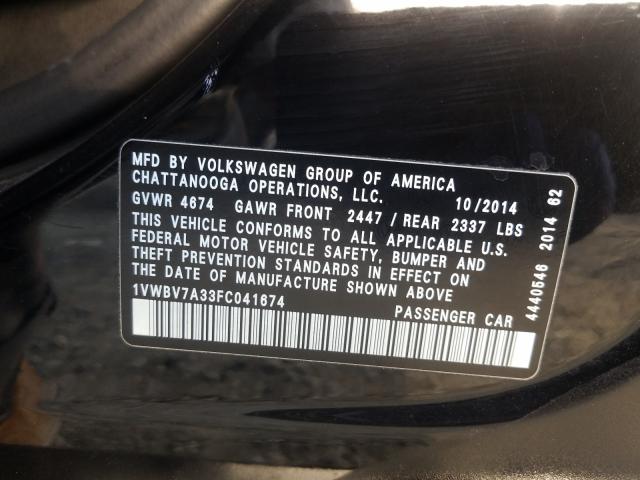 MFD BY VOLKSWAGEN GROUP OF AMERICA
CHATTANOOGA OPERATIONS, LLC. 10/2014
GVWR 4674 GAWR FRONT 2447 / REAR 2337 LBS
THIS VEHICLE CONFORMS TO ALL APPLICABLE U.S.
FEDERAL MOTOR VEHICLE SAFETY, BUMPER AND
THEFT PREVENTION STANDARDS IN EFFECT ON
THE DATE OF MANUFACTURE SHOWN ABOVE
1VWBV7A33FC041674 PASSENGER CAR
4440546 2014 62